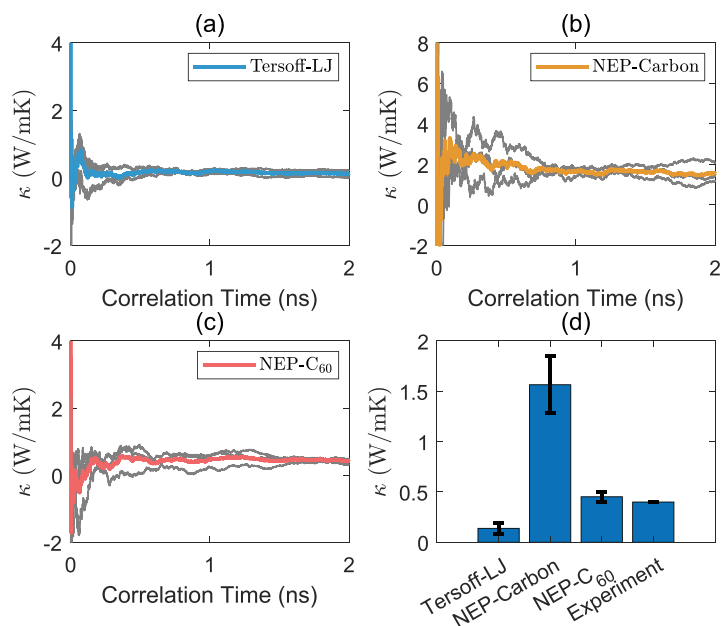 (a)
4
2
0
-2
κ (W/mK)
Tersoff-LJ
0
1
2
Correlation Time (ns)
(b)
8
6
4
2
0
-2
κ (W/mK)
NEP-Carbon
0
1
2
Correlation Time (ns)
(c)
4
2
0
-2
κ (W/mK)
NEP-C₆₀
0
1
2
Correlation Time (ns)
(d)
2
1.5
1
0.5
0
κ (W/mK)
Tersoff-LJ
NEP-Carbon
NEP-C₆₀
Experiment